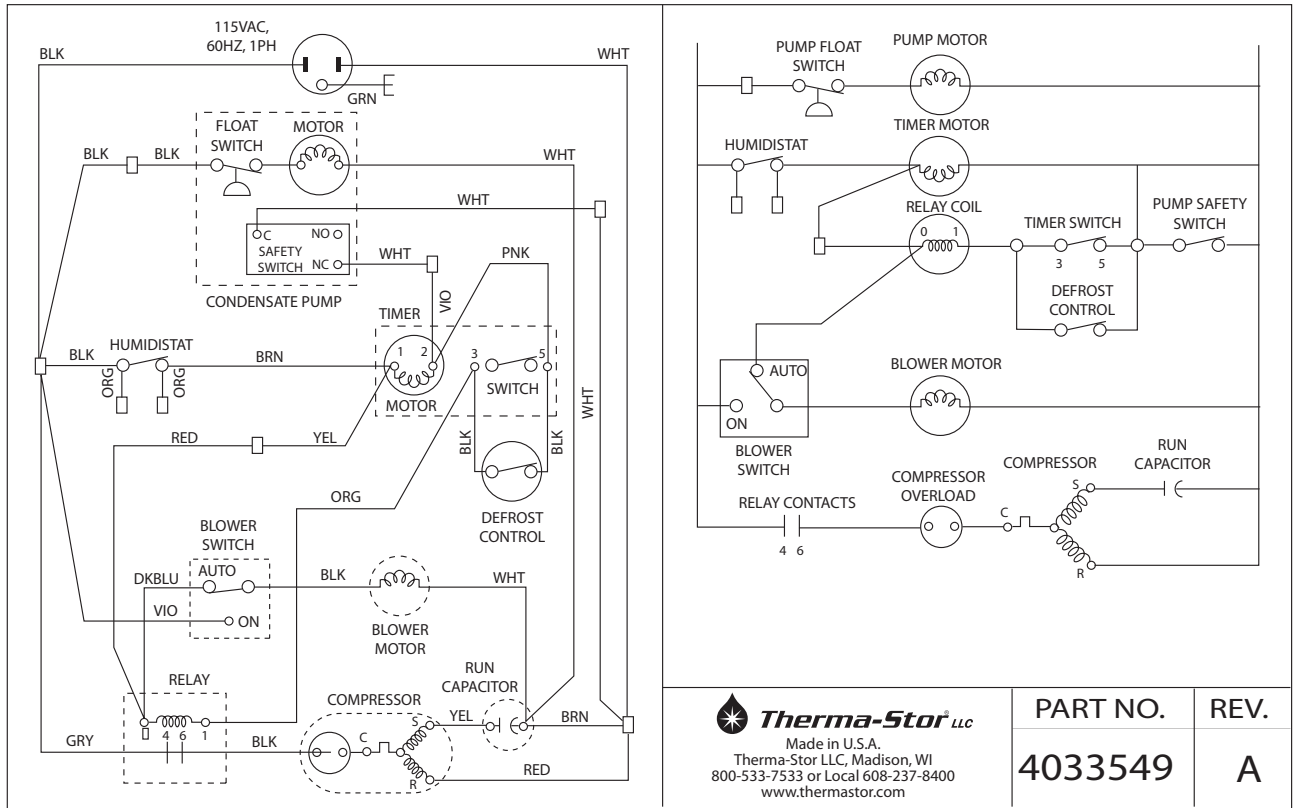 115VAC,
60HZ, 1PH
BLK
WHT
GRN
FLOAT
SWITCH
MOTOR
BLK
BLK
WHT
WHT
C
NO
SAFETY
SWITCH
NC
WHT
PNK
CONDENSATE PUMP
VIO
TIMER
HUMIDISTAT
BLK
BRN
1
2
3
5
ORG
ORG
SWITCH
MOTOR
WHT
RED
YEL
BLK
BLK
ORG
DEFROST
CONTROL
BLOWER
SWITCH
AUTO
DKBLU
BLK
WHT
VIO
ON
BLOWER
MOTOR
RELAY
RUN
CAPACITOR
COMPRESSOR
S
YEL
BRN
0
4 6
1
GRY
BLK
C
R
RED
PUMP FLOAT
SWITCH
PUMP MOTOR
TIMER MOTOR
HUMIDISTAT
RELAY COIL
0 1
TIMER SWITCH
3 5
PUMP SAFETY
SWITCH
DEFROST
CONTROL
AUTO
BLOWER MOTOR
ON
BLOWER
SWITCH
RUN
CAPACITOR
COMPRESSOR
COMPRESSOR
OVERLOAD
S
RELAY CONTACTS
C
4 6
R
Therma-Stor® LLC
Made in U.S.A.
Therma-Stor LLC, Madison, WI
800-533-7533 or Local 608-237-8400
www.thermastor.com
PART NO.
4033549
REV.
A